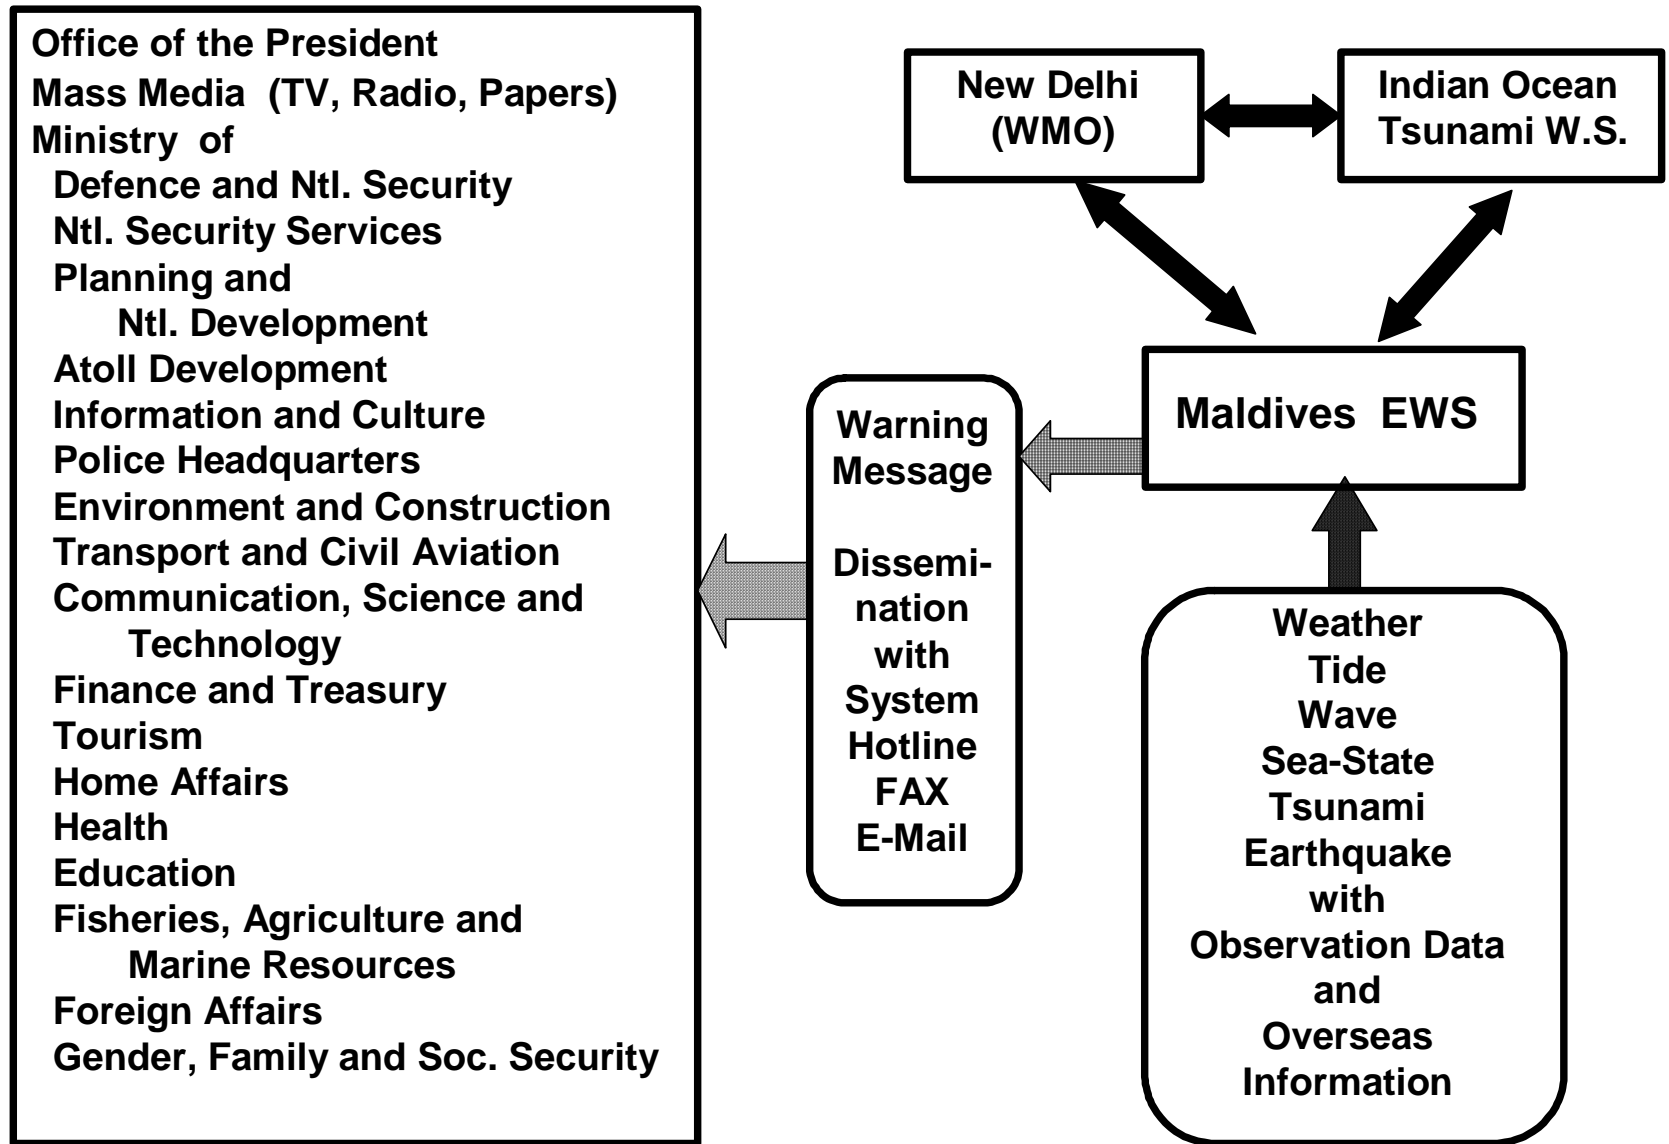 Office of the President
Mass Media (TV, Radio, Papers)
Ministry of
Defence and Ntl. Security
Ntl. Security Services
Planning and
Ntl. Development
Atoll Development
Information and Culture
Police Headquarters
Environment and Construction
Transport and Civil Aviation
Communication, Science and
Technology
Finance and Treasury
Tourism
Home Affairs
Health
Education
Fisheries, Agriculture and
Marine Resources
Foreign Affairs
Gender, Family and Soc. Security
New Delhi
(WMO)
Indian Ocean
Tsunami W.S.
Maldives EWS
Warning
Message
Dissemi-
nation
with
System
Hotline
FAX
E-Mail
Weather
Tide
Wave
Sea-State
Tsunami
Earthquake
with
Observation Data
and
Overseas
Information